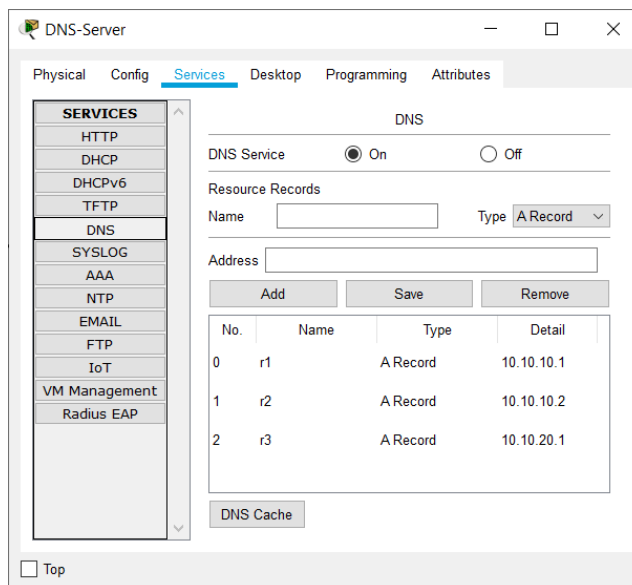 DNS-Server
Physical Config Services Desktop Programming Attributes
SERVICES
HTTP
DHCP
DHCPv6
TFTP
DNS
SYSLOG
AAA
NTP
EMAIL
FTP
IoT
VM Management
Radius EAP
DNS
DNS Service On Off
Resource Records
Name Type A Record
Address
Add Save Remove
No. Name Type Detail
0 r1 A Record 10.10.10.1
1 r2 A Record 10.10.10.2
2 r3 A Record 10.10.20.1
DNS Cache
Top